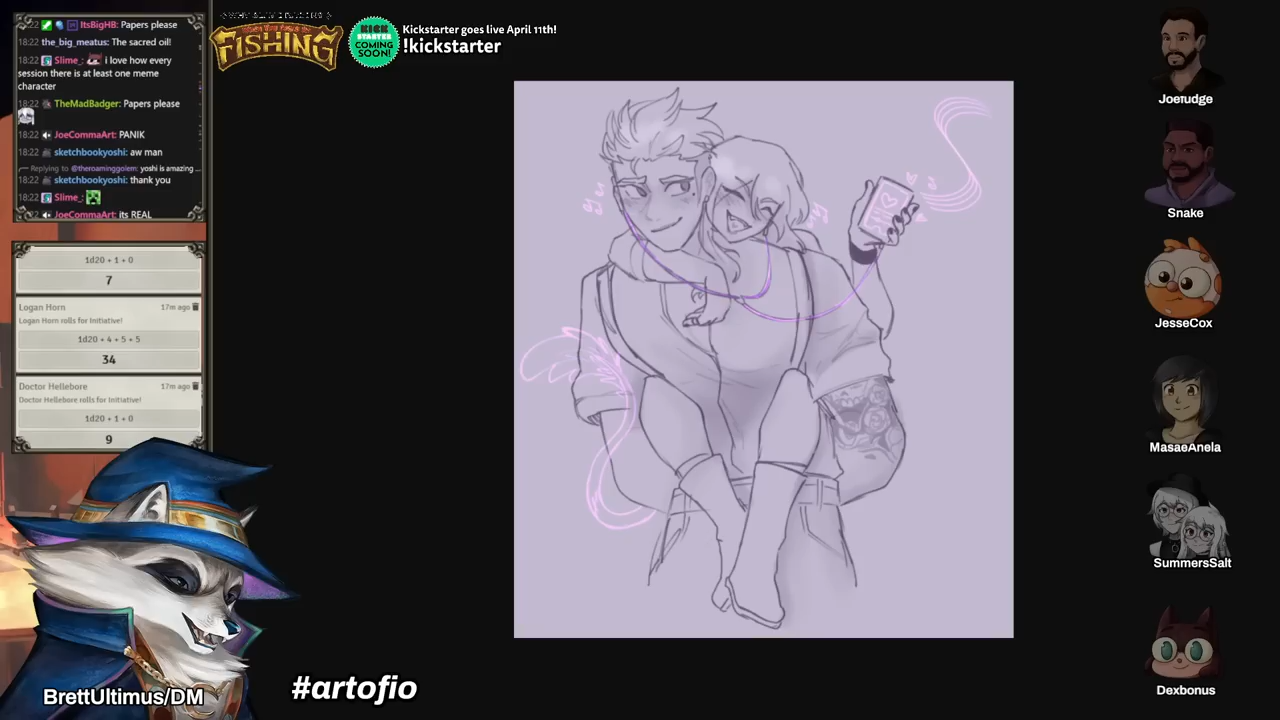 18:22 ItsBigHB: Papers please
18:22 the_big_meatus: The sacred oil!
18:22 Slime_: i love how every
session there is at least one meme
character
18:22 TheMadBadger: Papers please
18:22 JoeCommaArt: PANIK
18:22 sketchbookyoshi: aw man
Replying to @theroaminggolem: yoshi is amazing ...
18:22 sketchbookyoshi: thank you
18:22 Slime_:
18:22 JoeCommaArt: its REAL
1d20 + 1 + 0
7
Logan Horn 17m ago
Logan Horn rolls for Initiative!
1d20 + 4 + 5 + 5
34
Doctor Hellebore 17m ago
Doctor Hellebore rolls for Initiative!
1d20 + 1 + 0
9
BrettUltimus/DM
#artofio
FISHING
KICK
STARTER
COMING
SOON!
Kickstarter goes live April 11th!
!kickstarter
Joefudge
Snake
JesseCox
MasaeAnela
SummersSalt
Dexbonus